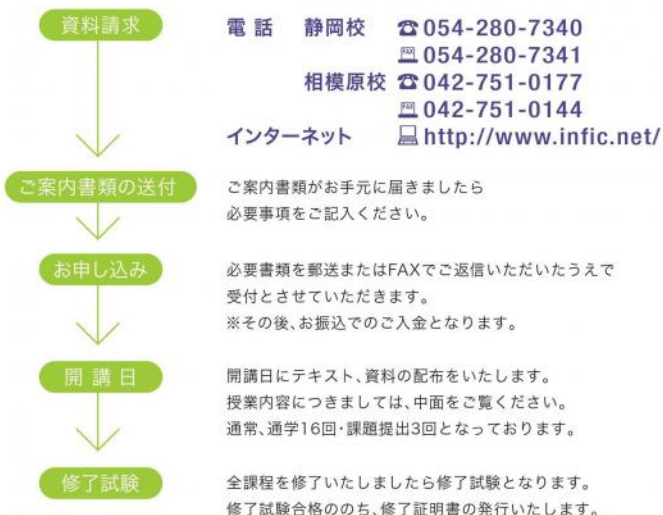 資料請求
電話 静岡校 ☎054-280-7340
FAX 054-280-7341
相模原校 ☎042-751-0177
FAX 042-751-0144
インターネット http://www.infic.net/
ご案内書類の送付
ご案内書類がお手元に届きましたら
必要事項をご記入ください。
お申し込み
必要書類を郵送またはFAXでご返信いただいたうえで
受付とさせていただきます。
※その後、お振込でのご入金となります。
開講日
開講日にテキスト、資料の配布をいたします。
授業内容につきましては、中面をご覧ください。
通常、通学16回・課題提出3回となっております。
修了試験
全課程を修了いたしましたら修了試験となります。
修了試験合格ののち、修了証明書の発行いたします。